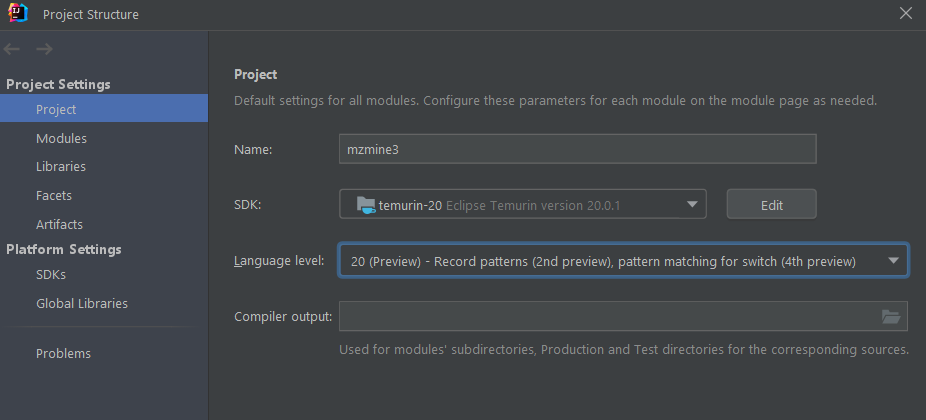 Project Structure
Project Settings
Project
Modules
Libraries
Facets
Artifacts
Platform Settings
SDKs
Global Libraries
Problems
Project
Default settings for all modules. Configure these parameters for each module on the module page as needed.
Name: mzmine3
SDK: temurin-20 Eclipse Temurin version 20.0.1 Edit
Language level: 20 (Preview) - Record patterns (2nd preview), pattern matching for switch (4th preview)
Compiler output:
Used for modules' subdirectories, Production and Test directories for the corresponding sources.